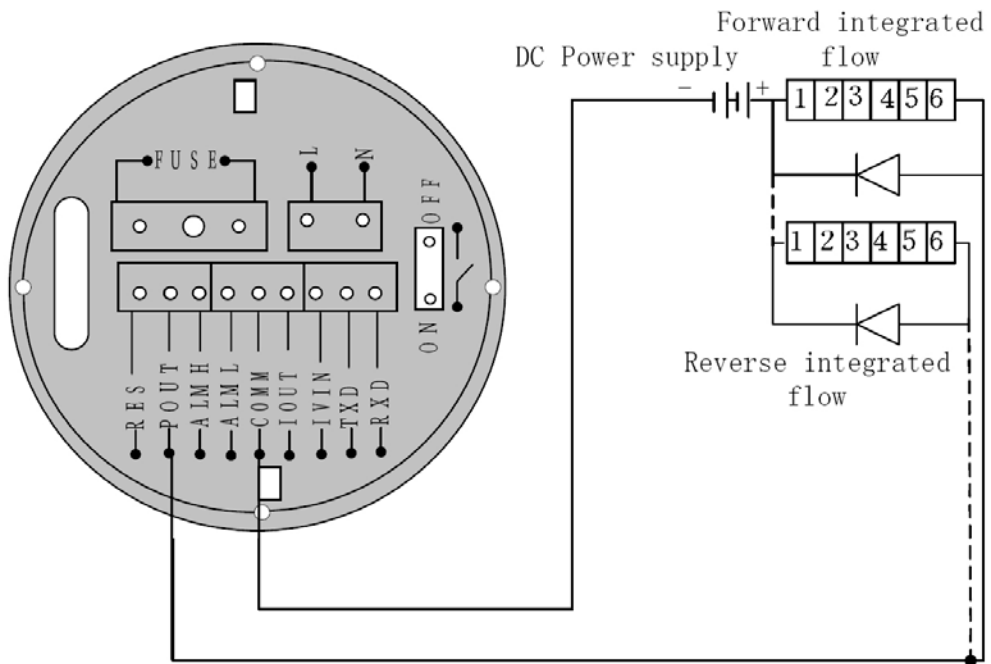 Forward integrated
flow
DC Power supply
- +
1 2 3 4 5 6
FUSE
L
N
OFF
ON
1 2 3 4 5 6
Reverse integrated
flow
RES
POUT
ALMH
ALML
COMM
IOUT
IVIN
TXD
RXD